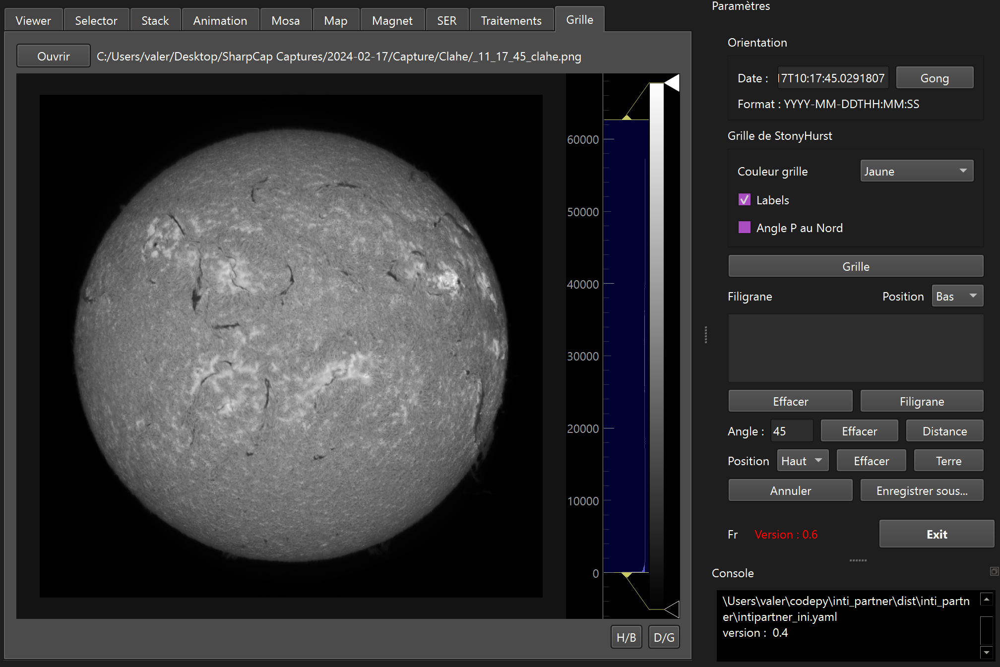 Viewer Selector Stack Animation Mosa Map Magnet SER Traitements Grille
Ouvrir C:/Users/valer/Desktop/SharpCap Captures/2024-02-17/Capture/Clahe/_11_17_45_clahe.png
60000
50000
40000
30000
20000
10000
0
H/B D/G
Paramètres
Orientation
Date : 17T10:17:45.0291807 Gong
Format : YYYY-MM-DDTHH:MM:SS
Grille de StonyHurst
Couleur grille Jaune
Labels
Angle P au Nord
Grille
Filigrane Position Bas
Effacer Filigrane
Angle : 45 Effacer Distance
Position Haut Effacer Terre
Annuler Enregistrer sous...
Fr Version : 0.6 Exit
Console
\Users\valer\codepy\inti_partner\dist\inti_partn
er\intipartner_ini.yaml
version : 0.4